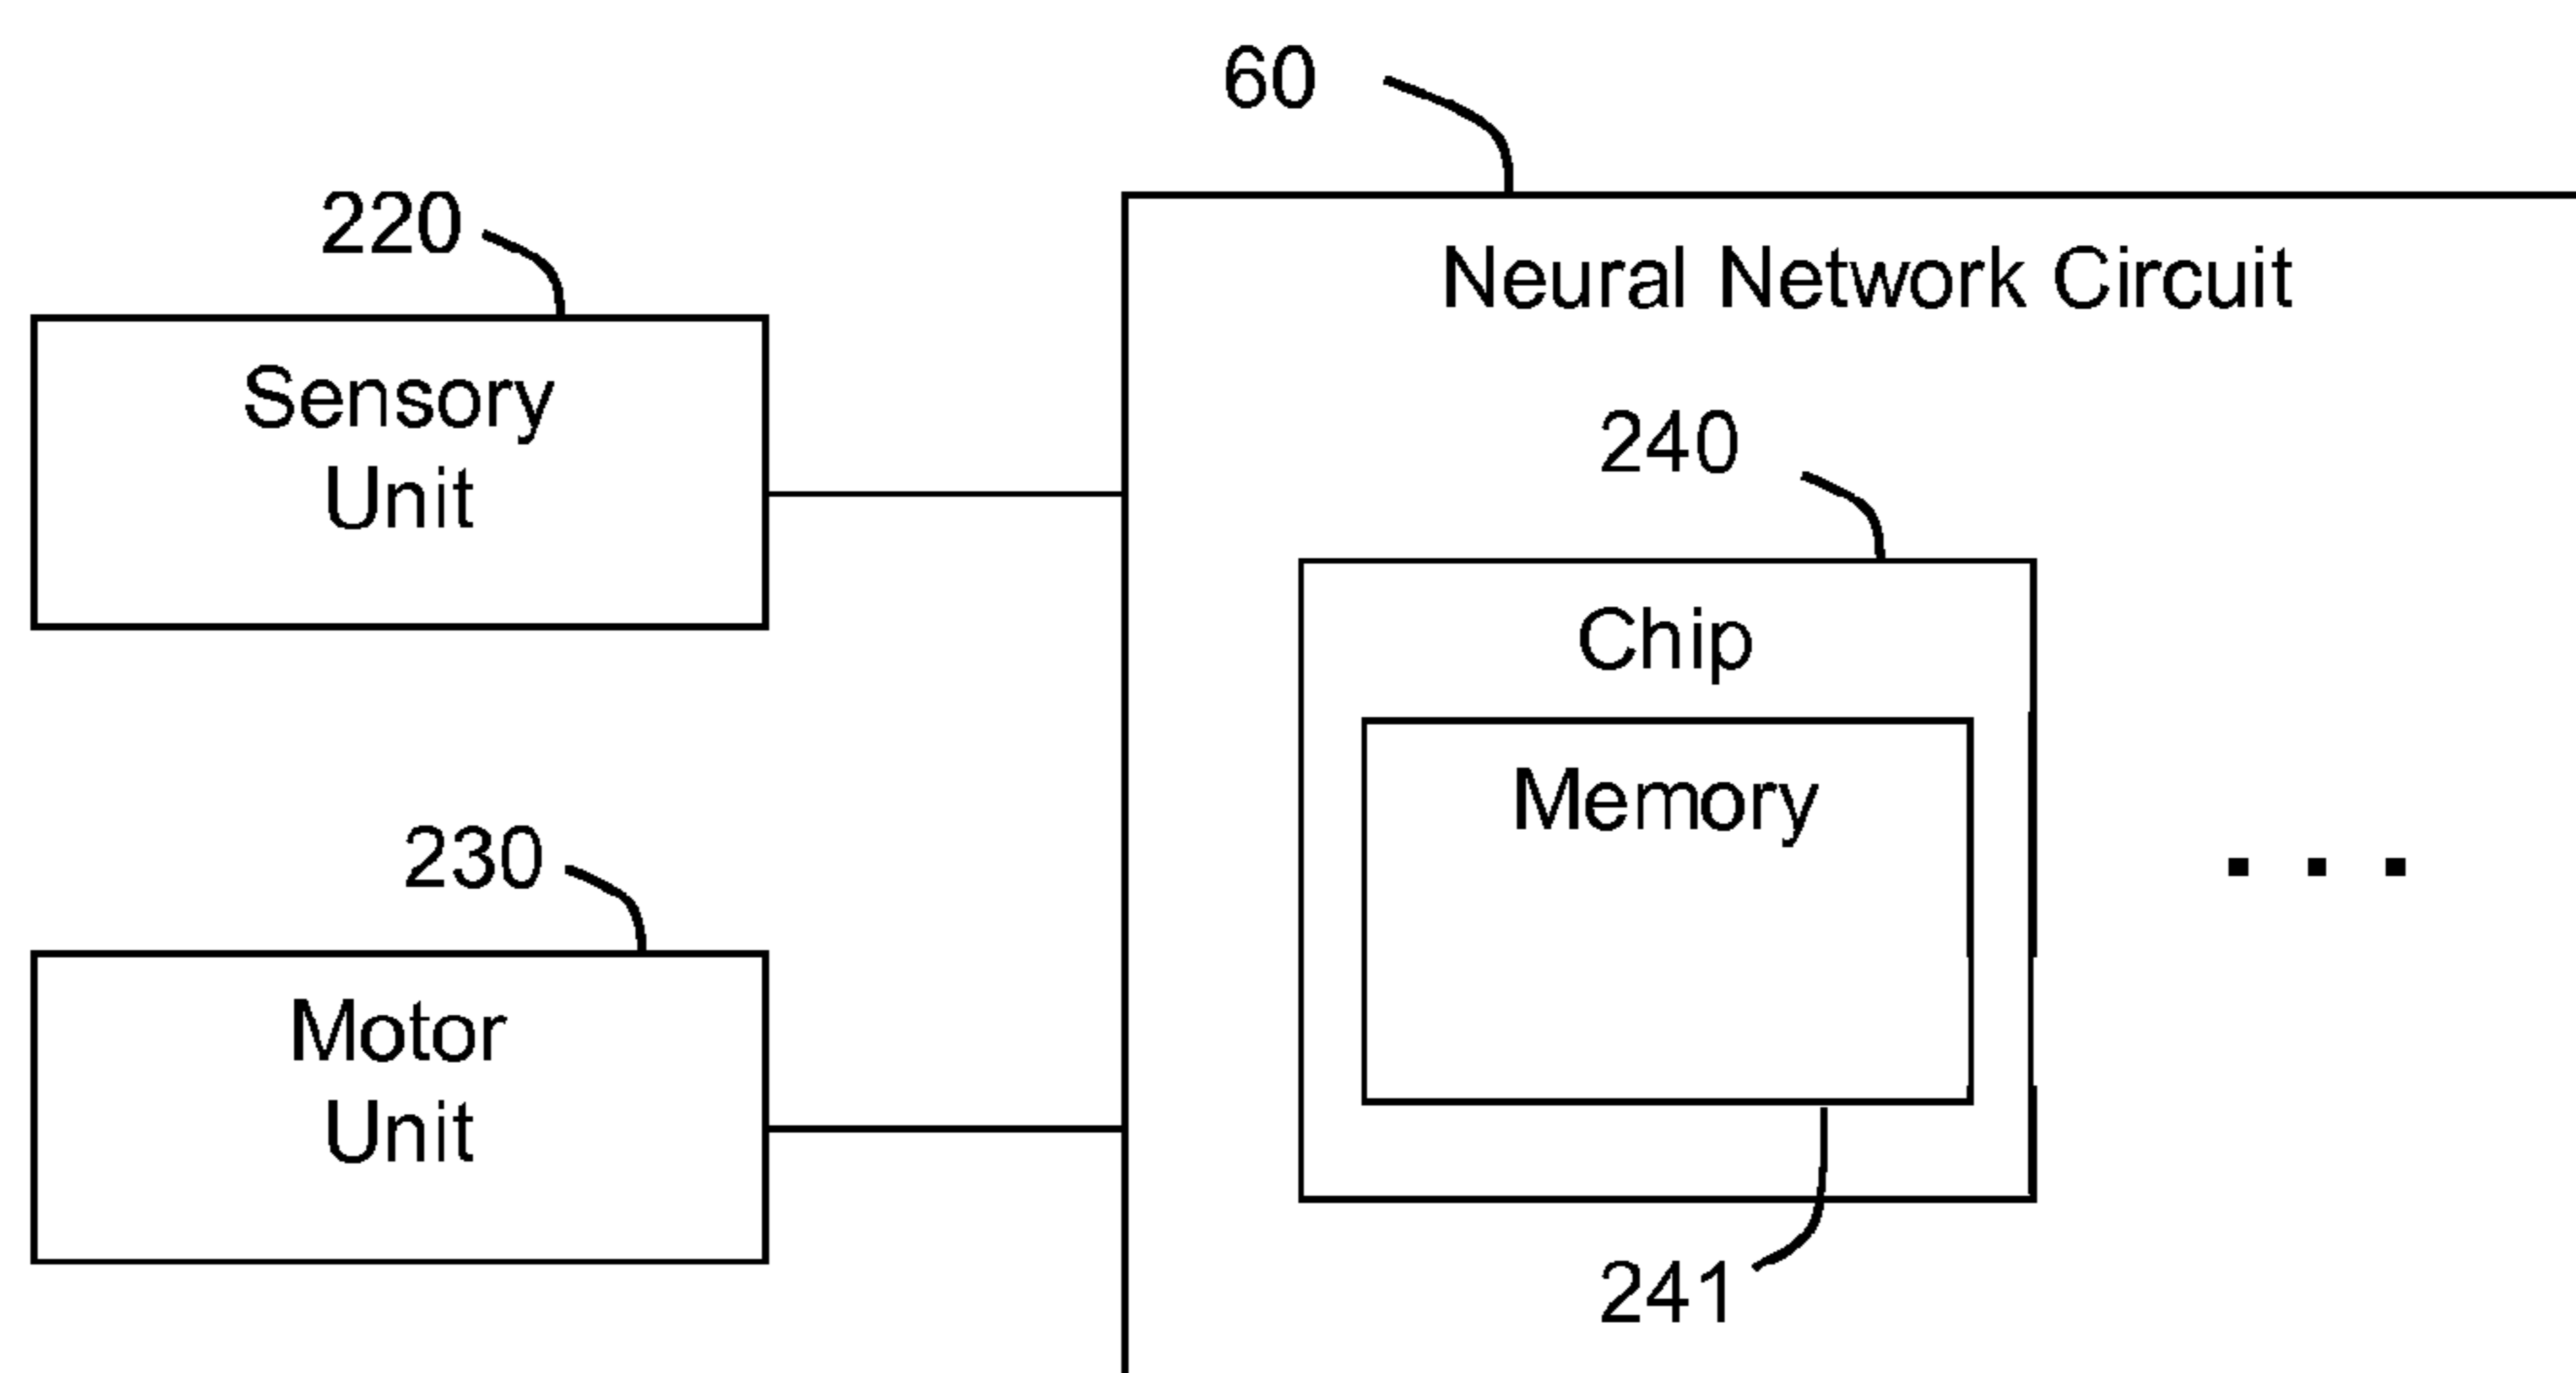 60
220
Neural Network Circuit
Sensory
Unit
240
Chip
Memory
230
. . .
Motor
Unit
241